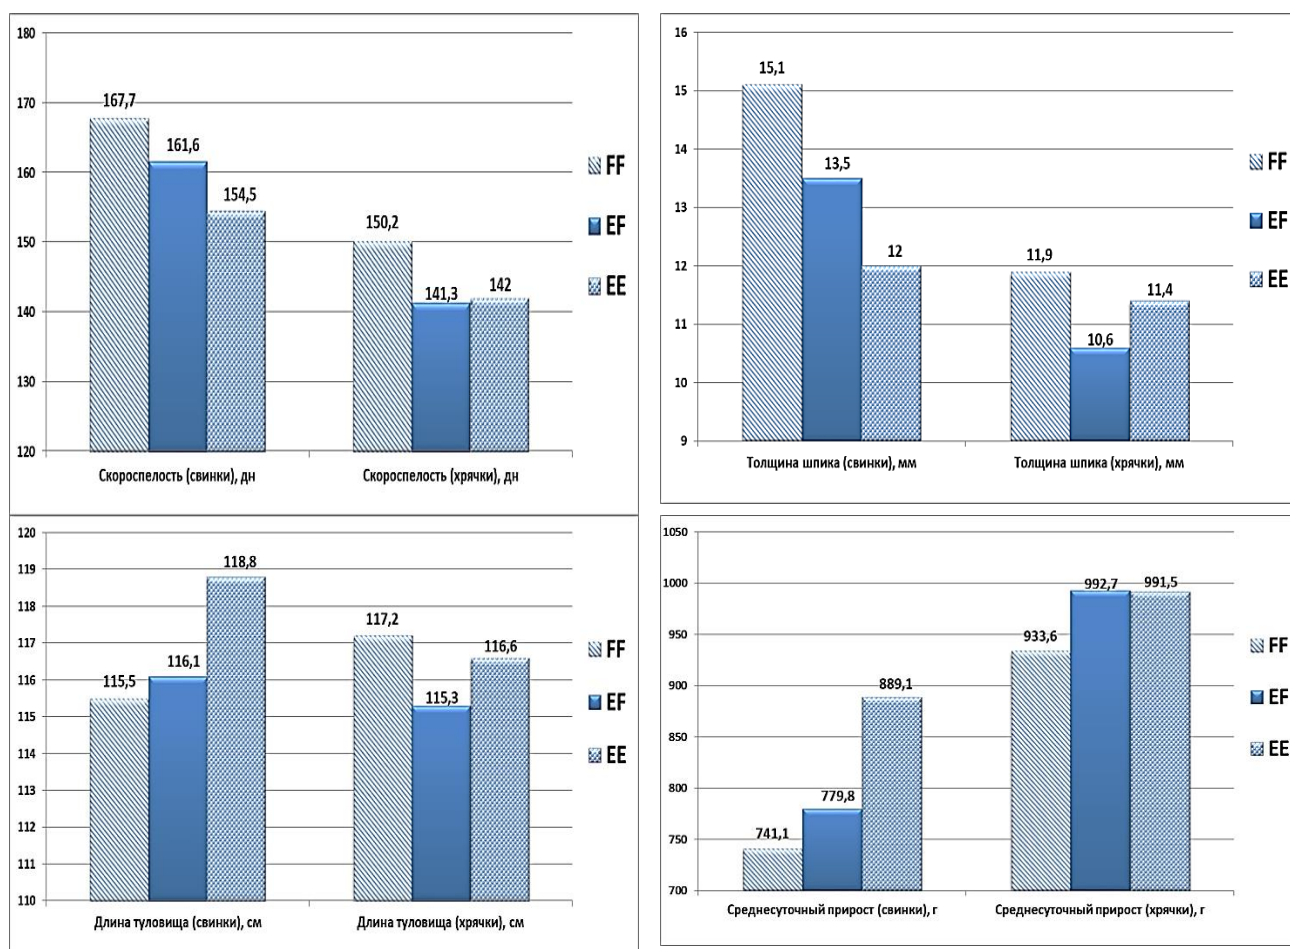 180
170
160
150
140
130
120
167,7
161,6
154,5
150,2
141,3
142
Скороспелость (свинки), дн
Скороспелость (хрячки), дн
FF
EF
EE
16
15
14
13
12
11
10
9
15,1
13,5
12
11,9
10,6
11,4
Толщина шпика (свинки), мм
Толщина шпика (хрячки), мм
FF
EF
EE
120
119
118
117
116
115
114
113
112
111
110
115,5
116,1
118,8
117,2
115,3
116,6
Длина туловища (свинки), см
Длина туловища (хрячки), см
FF
EF
EE
1050
1000
950
900
850
800
750
700
741,1
779,8
889,1
933,6
992,7
991,5
Среднесуточный прирост (свинки), г
Среднесуточный прирост (хрячки), г
FF
EF
EE